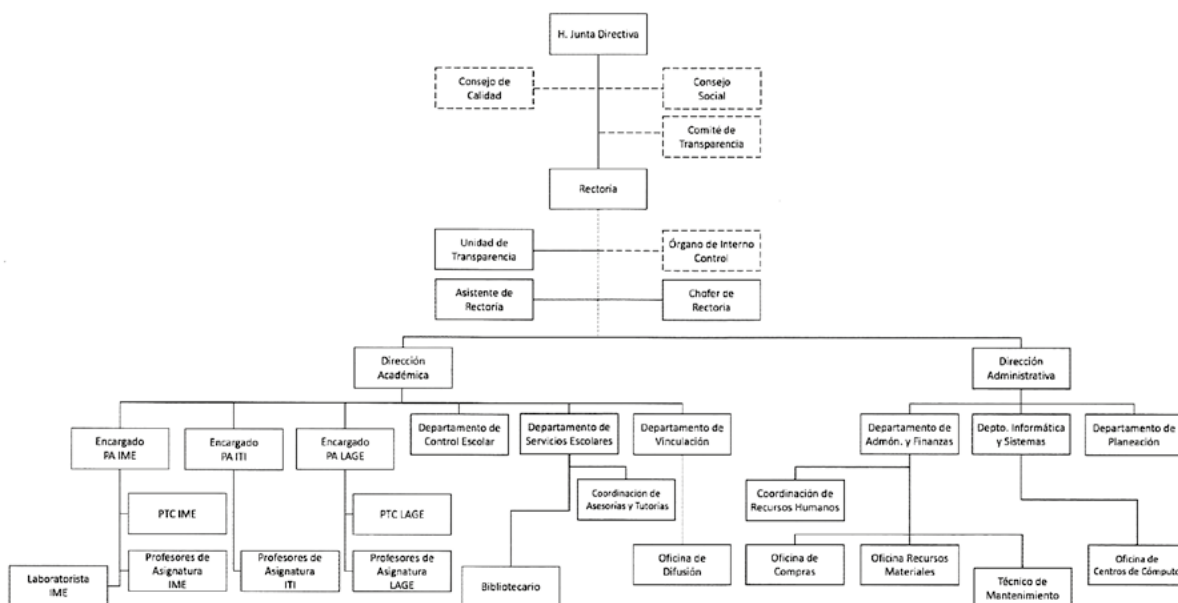 H. Junta Directiva
Consejo de
Calidad
Consejo
Social
Comité de
Transparencia
Rectoría
Unidad de
Transparencia
Órgano de Interno
Control
Asistente de
Rectoría
Chofer de
Rectoría
Dirección
Académica
Dirección
Administrativa
Encargado
PA IME
Encargado
PA ITI
Encargado
PA LAGE
Departamento de
Control Escolar
Departamento de
Servicios Escolares
Departamento de
Vinculación
Departamento de
Admón. y Finanzas
Depto. Informática
y Sistemas
Departamento de
Planeación
PTC IME
PTC LAGE
Coordinación de
Asesorías y Tutorías
Coordinación de
Recursos Humanos
Laboratorista
IME
Profesores de
Asignatura
IME
Profesores de
Asignatura
ITI
Profesores de
Asignatura
LAGE
Bibliotecario
Oficina de
Difusión
Oficina de
Compras
Oficina Recursos
Materiales
Técnico de
Mantenimiento
Oficina de
Centros de Cómputo